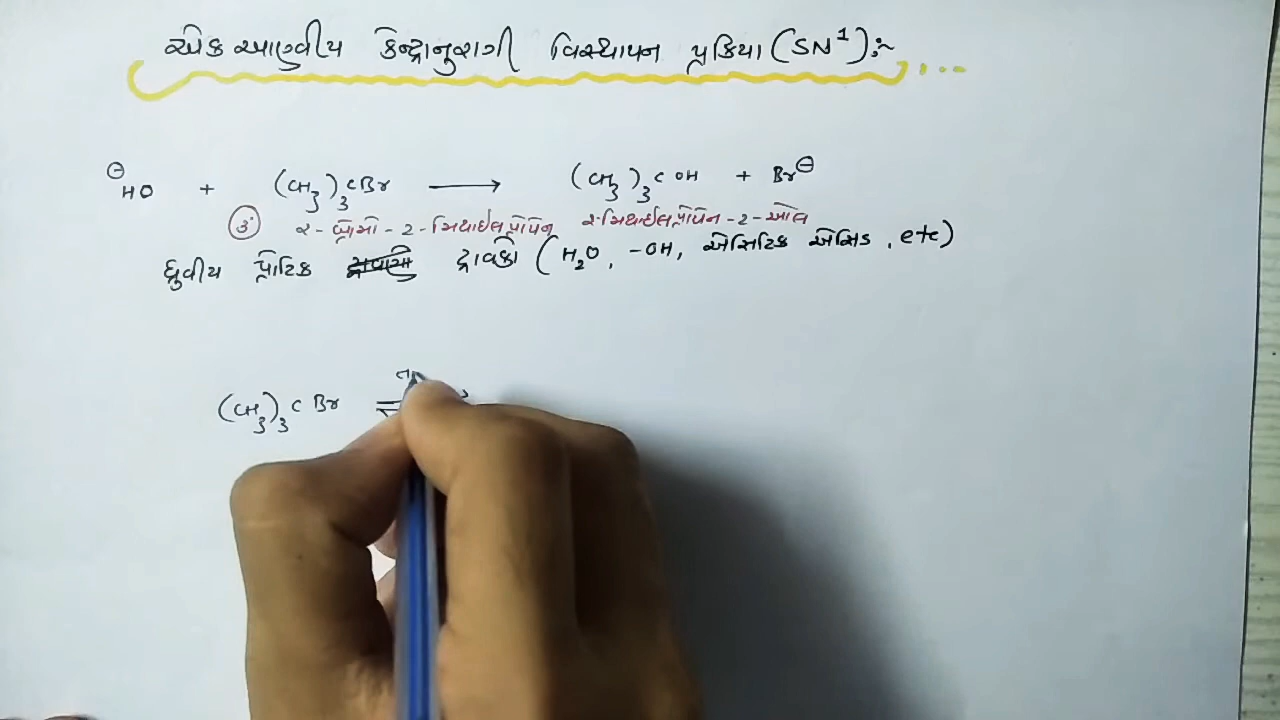 એક આણ્વીય કેન્દ્રાનુરાગી વિસ્થાપન પ્રક્રિયા (SN¹):~ ...
⊖HO + (CH₃)₃CBr ⟶ (CH₃)₃COH + Br⊖
3° 2-બ્રોમો-2-મિથાઈલપ્રોપેન 2-મિથાઈલપ્રોપેન-2-ઓલ
ધ્રુવીય પ્રોટિક દ્રાવકો (H₂O, -OH, એસિટિક એસિડ, etc)
(CH₃)₃CBr